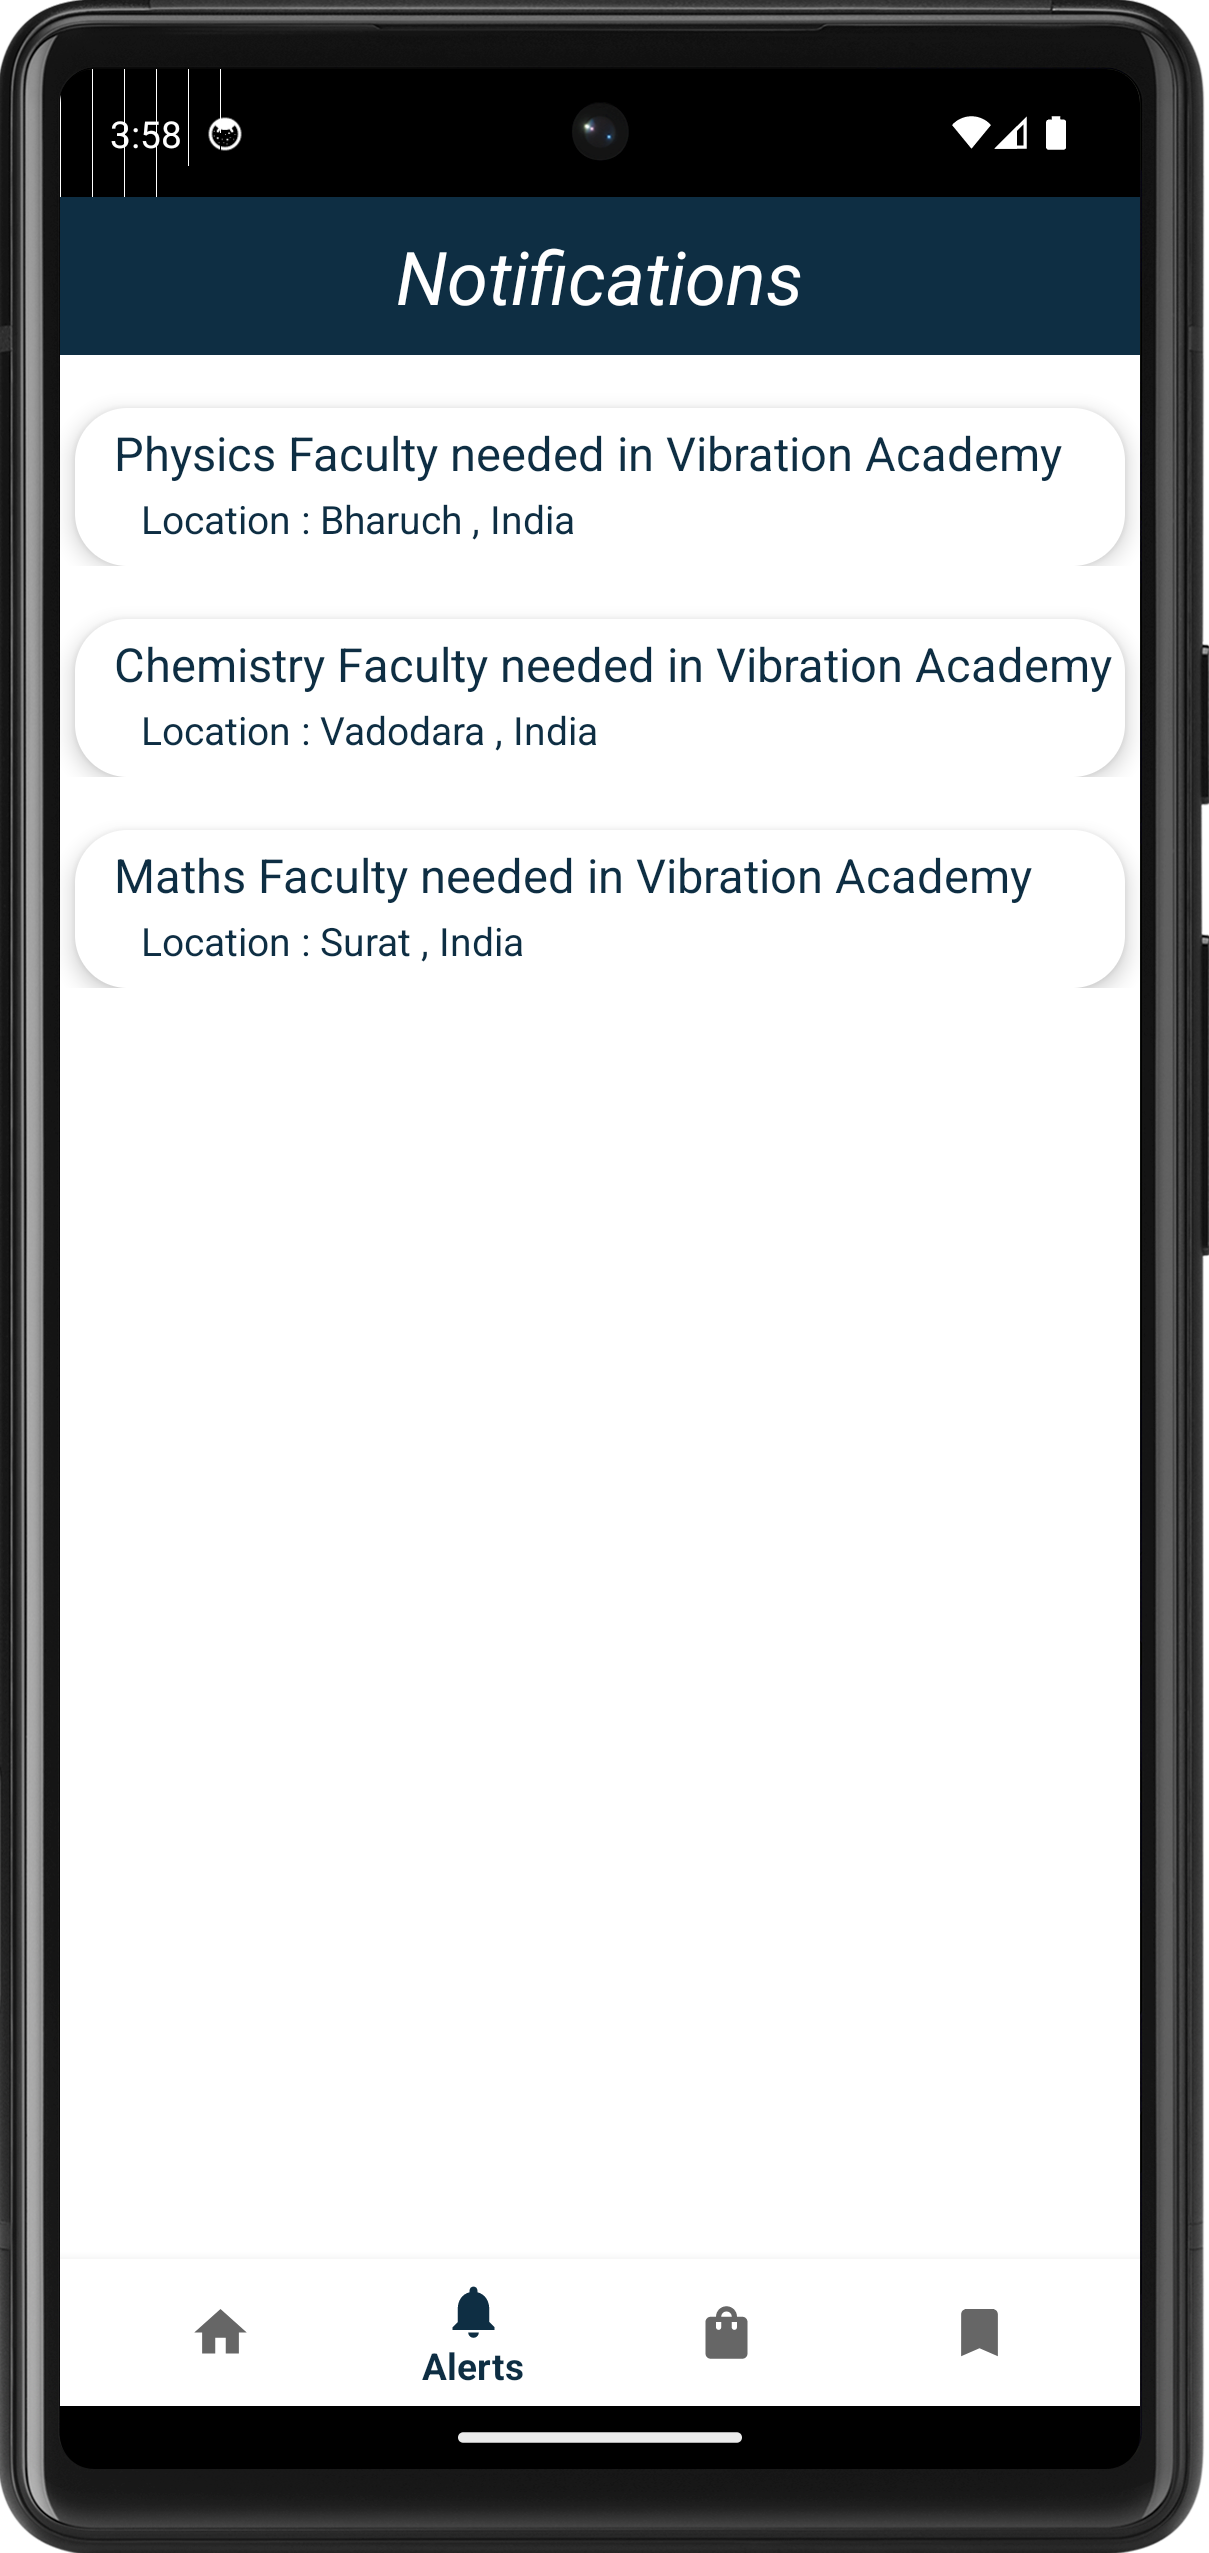 3:58
Notifications
Physics Faculty needed in Vibration Academy
Location : Bharuch , India
Chemistry Faculty needed in Vibration Academy
Location : Vadodara , India
Maths Faculty needed in Vibration Academy
Location : Surat , India
Alerts